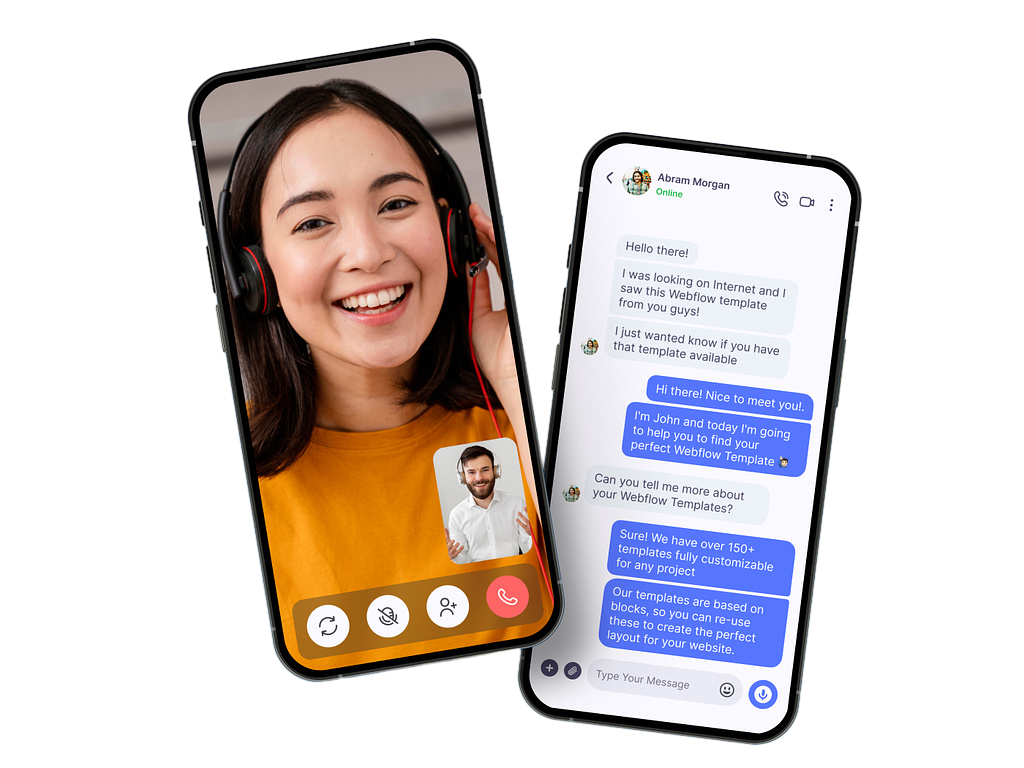 Abram Morgan
Online
Hello there!
I was looking on Internet and I
saw this Webflow template
from you guys!
I just wanted know if you have
that template available
Hi there! Nice to meet you!.
I'm John and today I'm going
to help you to find your
perfect Webflow Template 👨🏻‍💻
Can you tell me more about
your Webflow Templates?
Sure! We have over 150+
templates fully customizable
for any project
Our templates are based on
blocks, so you can re-use
these to create the perfect
layout for your website.
Type Your Message